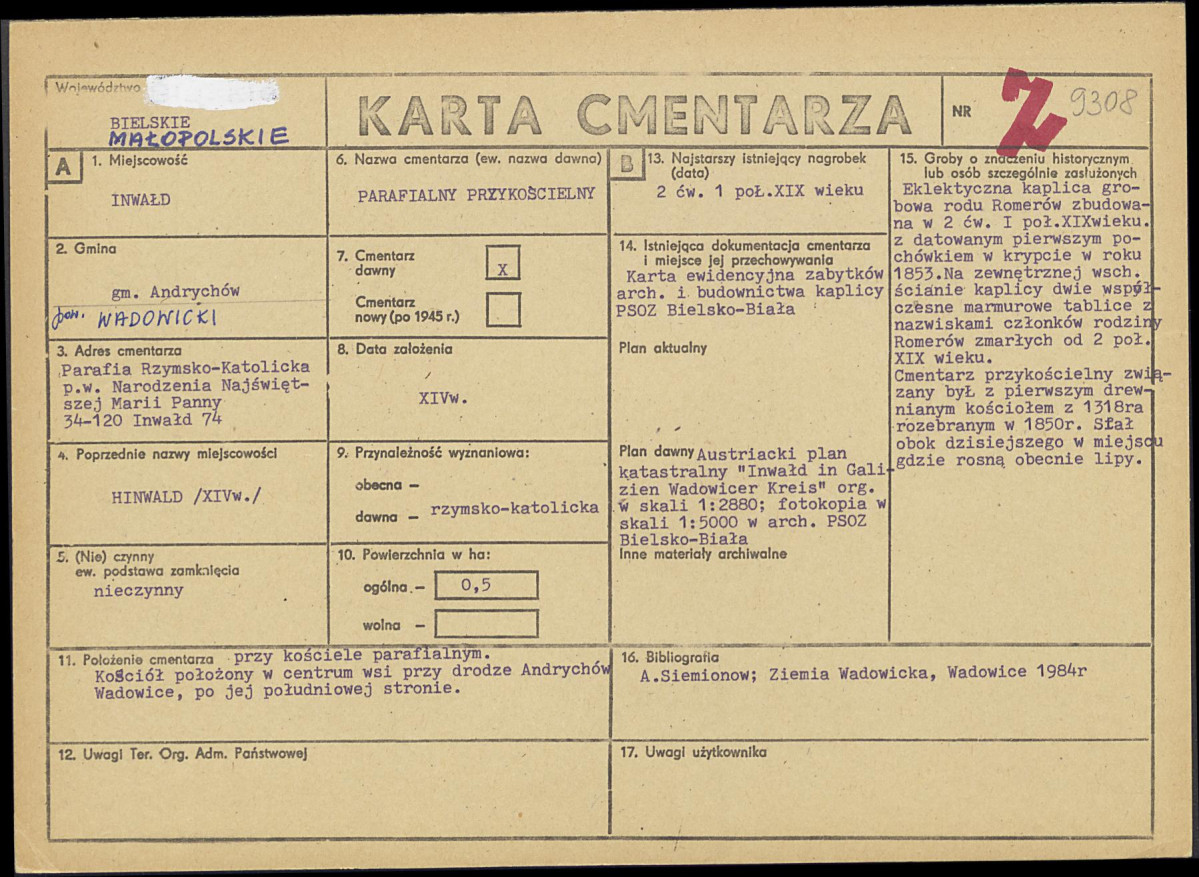 Województwo
BIELSKIE
MAŁOPOLSKIE
KARTA CMENTARZA
NR
Z
9308
A
1. Miejscowość
INWAŁD
2. Gmina
gm. Andrychów
pow. WADOWICKI
3. Adres cmentarza
Parafia Rzymsko-Katolicka
p.w. Narodzenia Najświęt-
szej Marii Panny
34-120 Inwałd 74
4. Poprzednie nazwy miejscowości
HINWALD /XIVw./
5. (Nie) czynny
ew. podstawa zamknięcia
nieczynny
6. Nazwa cmentarza (ew. nazwa dawna)
PARAFIALNY PRZYKOŚCIELNY
7. Cmentarz
dawny
X
Cmentarz
nowy (po 1945 r.)
8. Data założenia
XIVw.
9. Przynależność wyznaniowa:
obecna —
dawna — rzymsko-katolicka
10. Powierzchnia w ha:
ogólna — 0,5
wolna —
11. Położenie cmentarza przy kościele parafialnym.
Kościół położony w centrum wsi przy drodze Andrychów
Wadowice, po jej południowej stronie.
12. Uwagi Ter. Org. Adm. Państwowej
B
13. Najstarszy istniejący nagrobek
(data)
2 ćw. 1 poŁ.XIX wieku
14. Istniejąca dokumentacja cmentarza
i miejsce jej przechowywania
Karta ewidencyjna zabytków
arch. i budownictwa kaplicy
PSOZ Bielsko-Biała
Plan aktualny
Plan dawny Austriacki plan
katastralny "Inwałd in Gali-
zien Wadowicer Kreis" org.
w skali 1:2880; fotokopia w
skali 1:5000 w arch. PSOZ
Bielsko-Biała
Inne materiały archiwalne
15. Groby o znaczeniu historycznym
lub osób szczególnie zasłużonych
Eklektyczna kaplica gro-
bowa rodu Romerów zbudowa-
na w 2 ćw. I poł.XIXwieku.
z datowanym pierwszym po-
chówkiem w krypcie w roku
1853.Na zewnętrznej wsch.
ścianie kaplicy dwie współ-
czesne marmurowe tablice z
nazwiskami członków rodziny
Romerów zmarłych od 2 poł.
XIX wieku.
Cmentarz przykościelny zwią-
zany był z pierwszym drew-
nianym kościołem z 1318ra
rozebranym w 1850r. Stał
obok dzisiejszego w miejscu
gdzie rosną obecnie lipy.
16. Bibliografia
A.Siemionow; Ziemia Wadowicka, Wadowice 1984r
17. Uwagi użytkownika